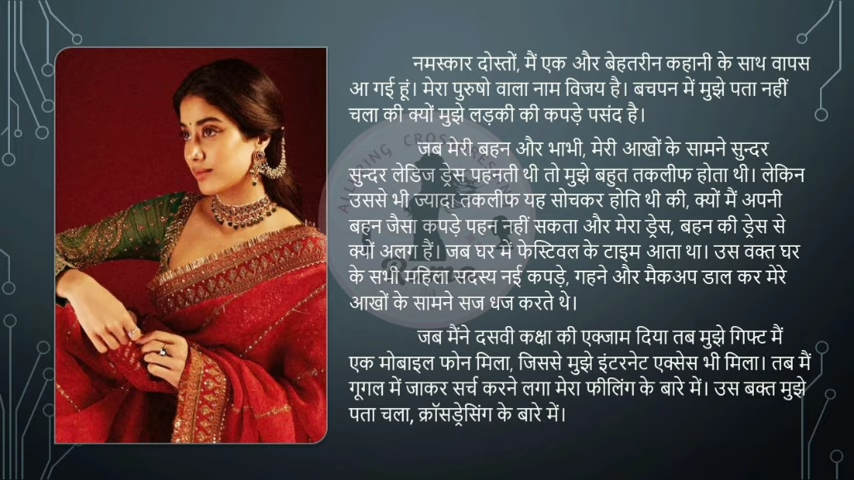 नमस्कार दोस्तों, मैं एक और बेहतरीन कहानी के साथ वापस
आ गई हूं। मेरा पुरुषो वाला नाम विजय है। बचपन में मुझे पता नहीं
चला की क्यों मुझे लड़की की कपड़े पसंद है।
जब मेरी बहन और भाभी, मेरी आखों के सामने सुन्दर
सुन्दर लेडिज ड्रेस पहनती थी तो मुझे बहुत तकलीफ होता थी। लेकिन
उससे भी ज्यादा तकलीफ यह सोचकर होति थी की, क्यों मैं अपनी
बहन जैसा कपड़े पहन नहीं सकता और मेरा ड्रेस, बहन की ड्रेस से
क्यों अलग हैं। जब घर में फेस्टिवल के टाइम आता था। उस वक्त घर
के सभी महिला सदस्य नई कपड़े, गहने और मैकअप डाल कर मेरे
आखों के सामने सज धज करते थे।
जब मैंने दसवी कक्षा की एक्जाम दिया तब मुझे गिफ्ट मैं
एक मोबाइल फोन मिला, जिससे मुझे इंटरनेट एक्सेस भी मिला। तब मैं
गूगल में जाकर सर्च करने लगा मेरा फीलिंग के बारे में। उस बक्त मुझे
पता चला, क्रॉसड्रेसिंग के बारे में।